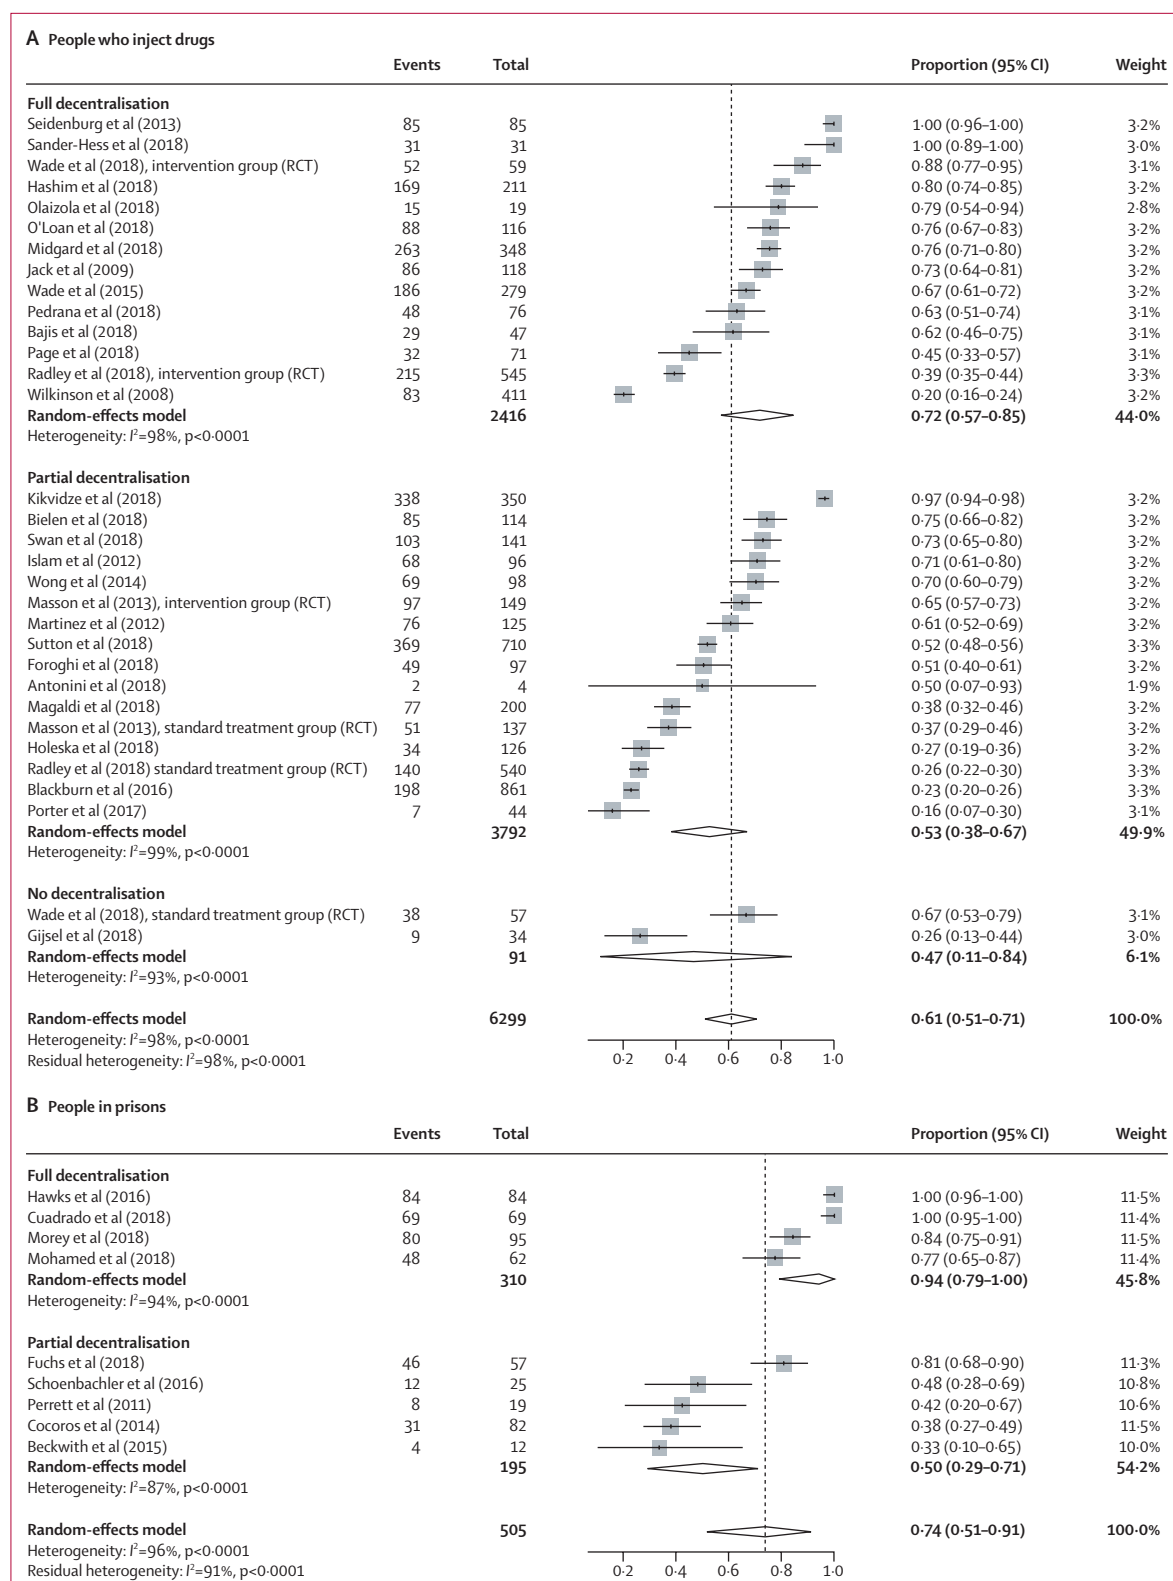 A People who inject drugs
Events Total Proportion (95% CI) Weight
Full decentralisation
Seidenburg et al (2013) 85 85 1·00 (0·96–1·00) 3·2%
Sander-Hess et al (2018) 31 31 1·00 (0·89–1·00) 3·0%
Wade et al (2018), intervention group (RCT) 52 59 0·88 (0·77–0·95) 3·1%
Hashim et al (2018) 169 211 0·80 (0·74–0·85) 3·2%
Olaizola et al (2018) 15 19 0·79 (0·54–0·94) 2·8%
O'Loan et al (2018) 88 116 0·76 (0·67–0·83) 3·2%
Midgard et al (2018) 263 348 0·76 (0·71–0·80) 3·2%
Jack et al (2009) 86 118 0·73 (0·64–0·81) 3·2%
Wade et al (2015) 186 279 0·67 (0·61–0·72) 3·2%
Pedrana et al (2018) 48 76 0·63 (0·51–0·74) 3·1%
Bajis et al (2018) 29 47 0·62 (0·46–0·75) 3·1%
Page et al (2018) 32 71 0·45 (0·33–0·57) 3·1%
Radley et al (2018), intervention group (RCT) 215 545 0·39 (0·35–0·44) 3·3%
Wilkinson et al (2008) 83 411 0·20 (0·16–0·24) 3·2%
Random-effects model 2416 0·72 (0·57–0·85) 44·0%
Heterogeneity: I²=98%, p<0·0001
Partial decentralisation
Kikvidze et al (2018) 338 350 0·97 (0·94–0·98) 3·2%
Bielen et al (2018) 85 114 0·75 (0·66–0·82) 3·2%
Swan et al (2018) 103 141 0·73 (0·65–0·80) 3·2%
Islam et al (2012) 68 96 0·71 (0·61–0·80) 3·2%
Wong et al (2014) 69 98 0·70 (0·60–0·79) 3·2%
Masson et al (2013), intervention group (RCT) 97 149 0·65 (0·57–0·73) 3·2%
Martinez et al (2012) 76 125 0·61 (0·52–0·69) 3·2%
Sutton et al (2018) 369 710 0·52 (0·48–0·56) 3·3%
Foroghi et al (2018) 49 97 0·51 (0·40–0·61) 3·2%
Antonini et al (2018) 2 4 0·50 (0·07–0·93) 1·9%
Magaldi et al (2018) 77 200 0·38 (0·32–0·46) 3·2%
Masson et al (2013), standard treatment group (RCT) 51 137 0·37 (0·29–0·46) 3·2%
Holeska et al (2018) 34 126 0·27 (0·19–0·36) 3·2%
Radley et al (2018) standard treatment group (RCT) 140 540 0·26 (0·22–0·30) 3·3%
Blackburn et al (2016) 198 861 0·23 (0·20–0·26) 3·3%
Porter et al (2017) 7 44 0·16 (0·07–0·30) 3·1%
Random-effects model 3792 0·53 (0·38–0·67) 49·9%
Heterogeneity: I²=99%, p<0·0001
No decentralisation
Wade et al (2018), standard treatment group (RCT) 38 57 0·67 (0·53–0·79) 3·1%
Gijsel et al (2018) 9 34 0·26 (0·13–0·44) 3·0%
Random-effects model 91 0·47 (0·11–0·84) 6·1%
Heterogeneity: I²=93%, p<0·0001
Random-effects model 6299 0·61 (0·51–0·71) 100·0%
Heterogeneity: I²=98%, p<0·0001
Residual heterogeneity: I²=98%, p<0·0001
0·2 0·4 0·6 0·8 1·0
B People in prisons
Events Total Proportion (95% CI) Weight
Full decentralisation
Hawks et al (2016) 84 84 1·00 (0·96–1·00) 11·5%
Cuadrado et al (2018) 69 69 1·00 (0·95–1·00) 11·4%
Morey et al (2018) 80 95 0·84 (0·75–0·91) 11·5%
Mohamed et al (2018) 48 62 0·77 (0·65–0·87) 11·4%
Random-effects model 310 0·94 (0·79–1·00) 45·8%
Heterogeneity: I²=94%, p<0·0001
Partial decentralisation
Fuchs et al (2018) 46 57 0·81 (0·68–0·90) 11·3%
Schoenbachler et al (2016) 12 25 0·48 (0·28–0·69) 10·8%
Perrett et al (2011) 8 19 0·42 (0·20–0·67) 10·6%
Cocoros et al (2014) 31 82 0·38 (0·27–0·49) 11·5%
Beckwith et al (2015) 4 12 0·33 (0·10–0·65) 10·0%
Random-effects model 195 0·50 (0·29–0·71) 54·2%
Heterogeneity: I²=87%, p<0·0001
Random-effects model 505 0·74 (0·51–0·91) 100·0%
Heterogeneity: I²=96%, p<0·0001
Residual heterogeneity: I²=91%, p<0·0001
0·2 0·4 0·6 0·8 1·0